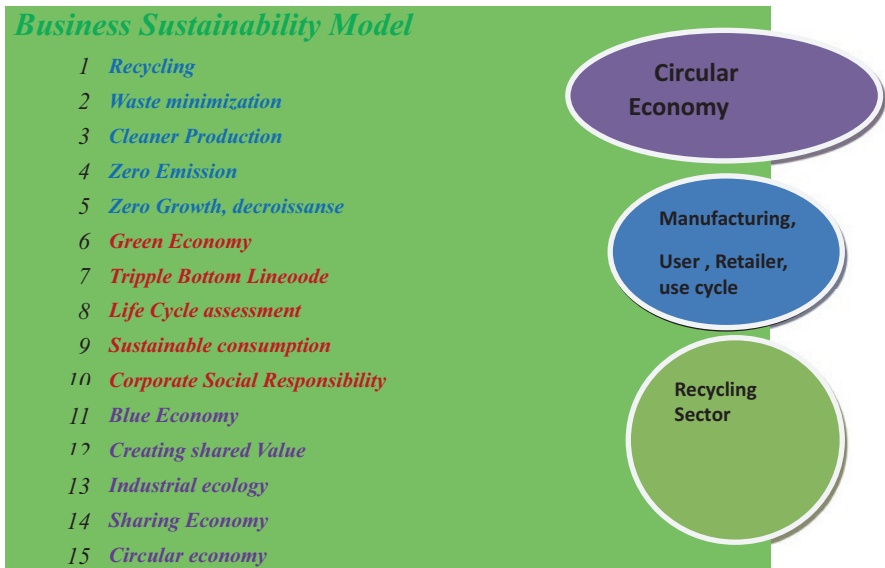 Business Sustainability Model
1 Recycling
2 Waste minimization
3 Cleaner Production
4 Zero Emission
5 Zero Growth, decroissanse
6 Green Economy
7 Tripple Bottom Lineoode
8 Life Cycle assessment
9 Sustainable consumption
10 Corporate Social Responsibility
11 Blue Economy
12 Creating shared Value
13 Industrial ecology
14 Sharing Economy
15 Circular economy
Circular
Economy
Manufacturing,
User , Retailer,
use cycle
Recycling
Sector